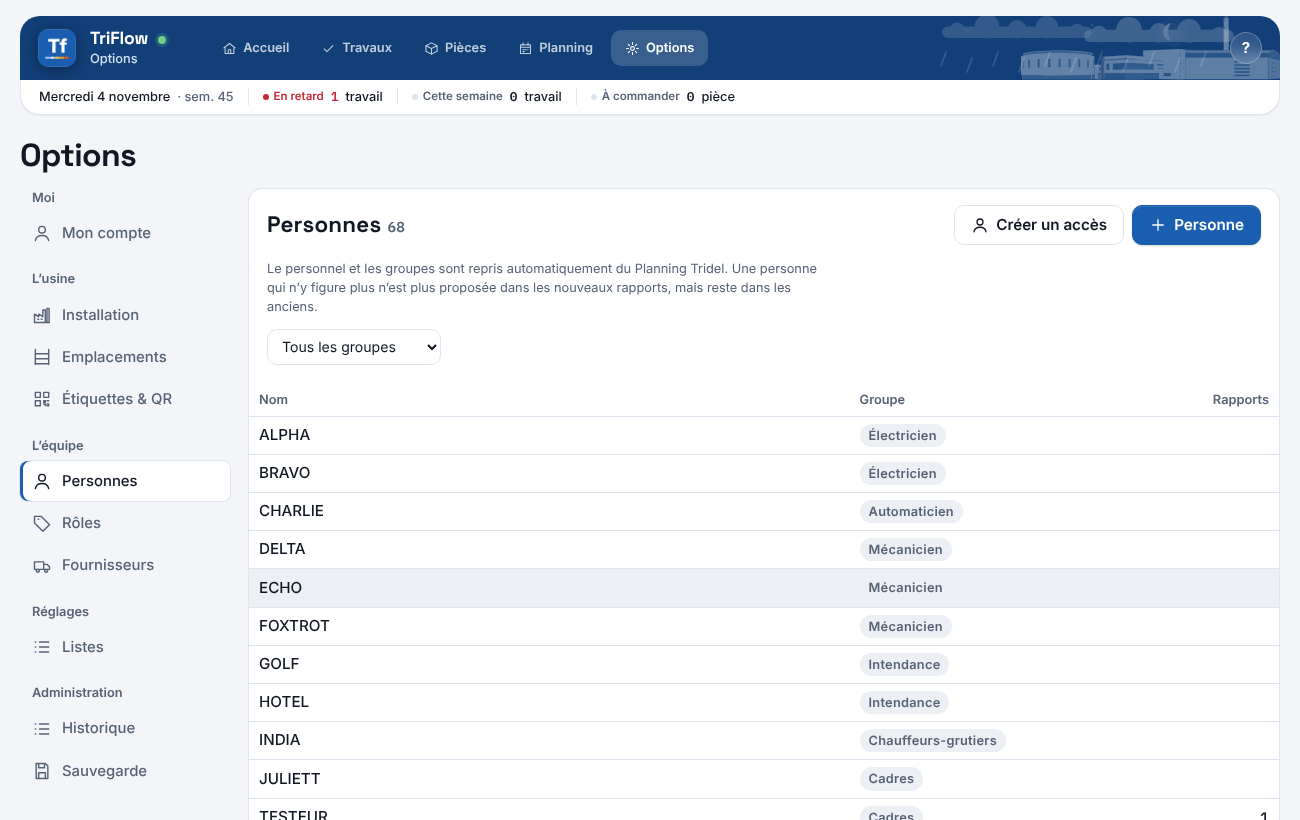 Tf
TriFlow
Options
Accueil
Travaux
Pièces
Planning
Options
?
Mercredi 4 novembre · sem. 45
En retard 1 travail
Cette semaine 0 travail
À commander 0 pièce
Options
Moi
Mon compte
L’usine
Installation
Emplacements
Étiquettes & QR
L’équipe
Personnes
Rôles
Fournisseurs
Réglages
Listes
Administration
Historique
Sauvegarde
Personnes 68
Créer un accès
+ Personne
Le personnel et les groupes sont repris automatiquement du Planning Tridel. Une personne
qui n’y figure plus n’est plus proposée dans les nouveaux rapports, mais reste dans les
anciens.
Tous les groupes
Nom Groupe Rapports
ALPHA Électricien
BRAVO Électricien
CHARLIE Automaticien
DELTA Mécanicien
ECHO Mécanicien
FOXTROT Mécanicien
GOLF Intendance
HOTEL Intendance
INDIA Chauffeurs-grutiers
JULIETT Cadres
TESTEUR Cadres 1